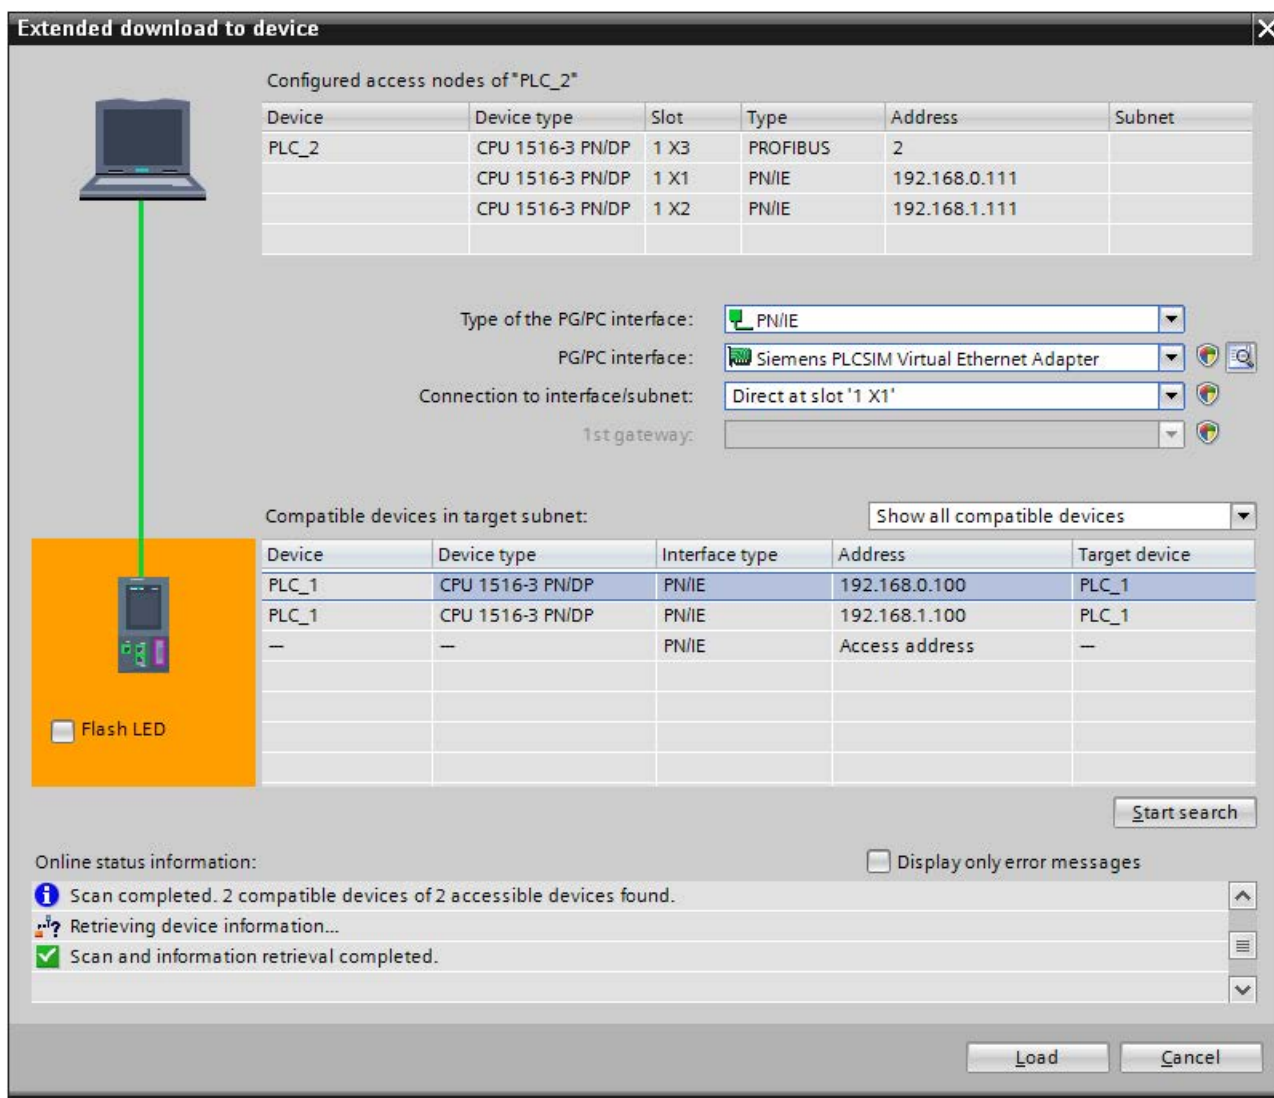 Extended download to device
Configured access nodes of "PLC_2"
Device Device type Slot Type Address Subnet
PLC_2 CPU 1516-3 PN/DP 1 X3 PROFIBUS 2
CPU 1516-3 PN/DP 1 X1 PN/IE 192.168.0.111
CPU 1516-3 PN/DP 1 X2 PN/IE 192.168.1.111
Type of the PG/PC interface: PN/IE
PG/PC interface: Siemens PLCSIM Virtual Ethernet Adapter
Connection to interface/subnet: Direct at slot '1 X1'
1st gateway:
Compatible devices in target subnet: Show all compatible devices
Device Device type Interface type Address Target device
PLC_1 CPU 1516-3 PN/DP PN/IE 192.168.0.100 PLC_1
PLC_1 CPU 1516-3 PN/DP PN/IE 192.168.1.100 PLC_1
— — PN/IE Access address —
Flash LED
Start search
Online status information: Display only error messages
Scan completed. 2 compatible devices of 2 accessible devices found.
Retrieving device information...
Scan and information retrieval completed.
Load Cancel